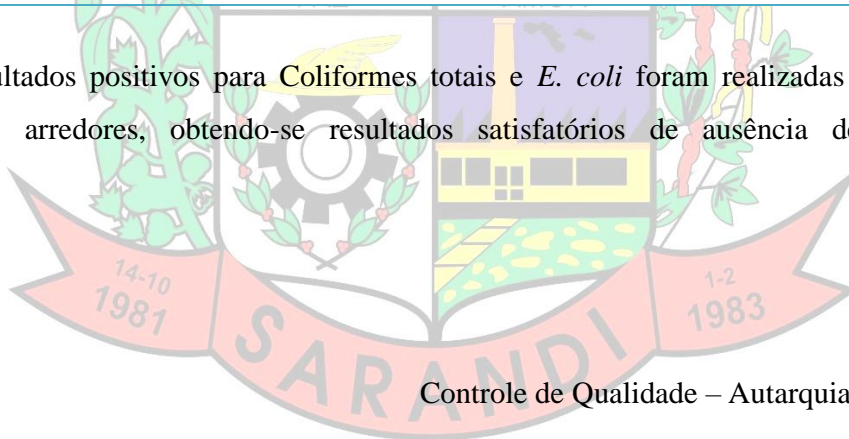 ultados positivos para Coliformes totais e E. coli foram realizadas
arredores, obtendo-se resultados satisfatórios de ausência d
14-10
1981
1-2
1983
SARANDI
Controle de Qualidade – Autarquia